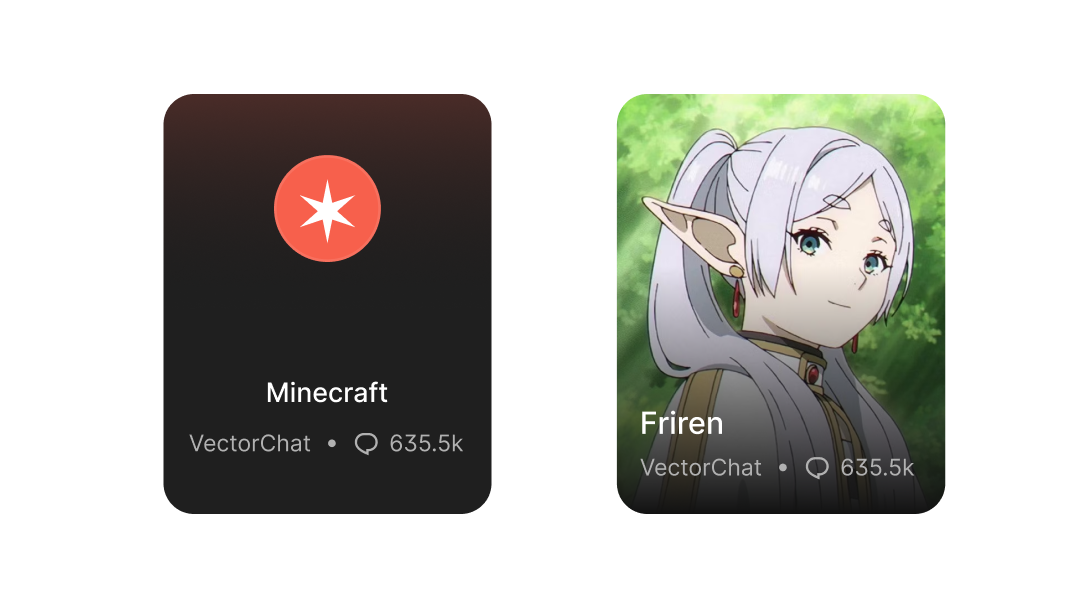 Minecraft
VectorChat • 635.5k
Friren
VectorChat • 635.5k